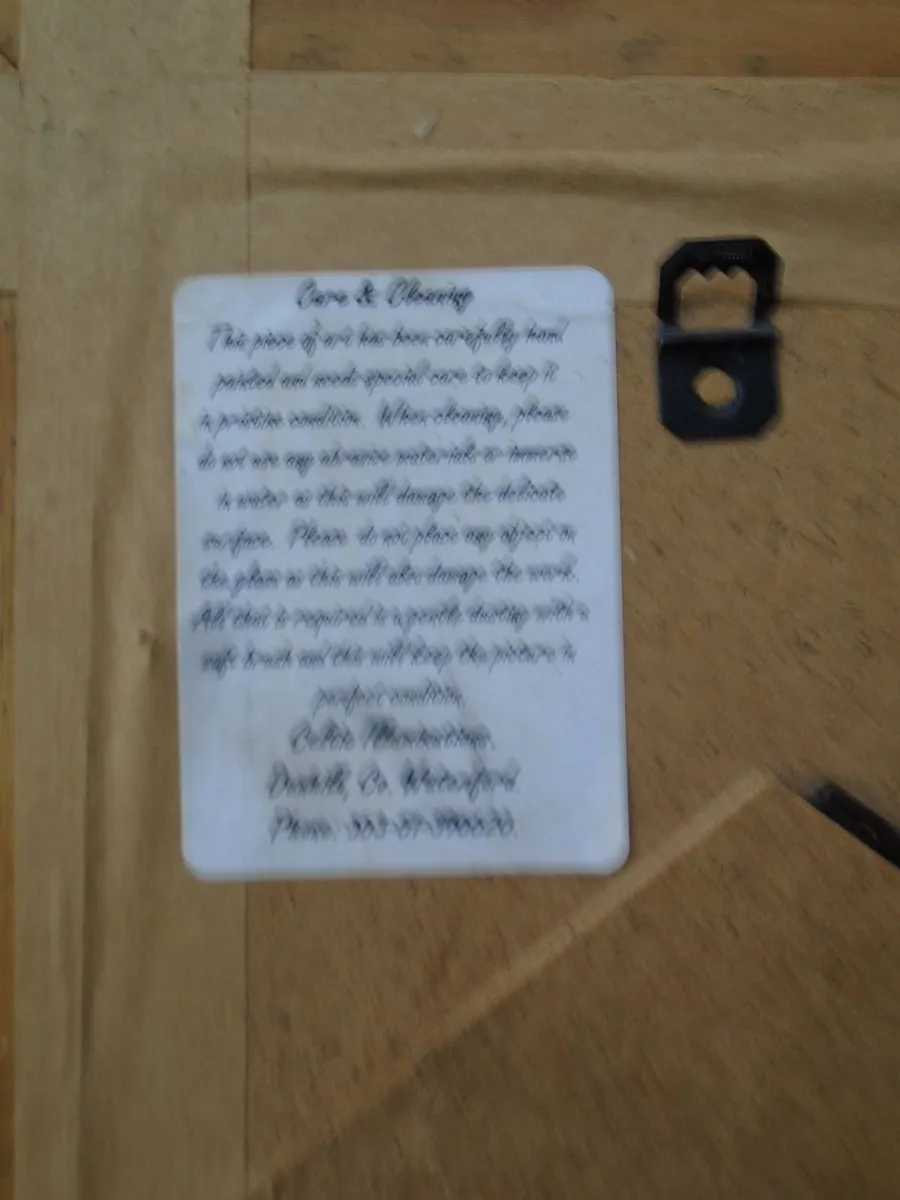 Care & Cleaning
This piece of art has been carefully hand
painted and needs special care to keep it
in pristine condition. When cleaning, please
do not use any abrasive materials or immerse
in water as this will damage the delicate
surface. Please do not place any object on
the glass as this will also damage the work.
All that is required is a gentle dusting with a
soft brush and this will keep the picture in
perfect condition
Celtic Illuminations,
Co. Waterford.
Phone: